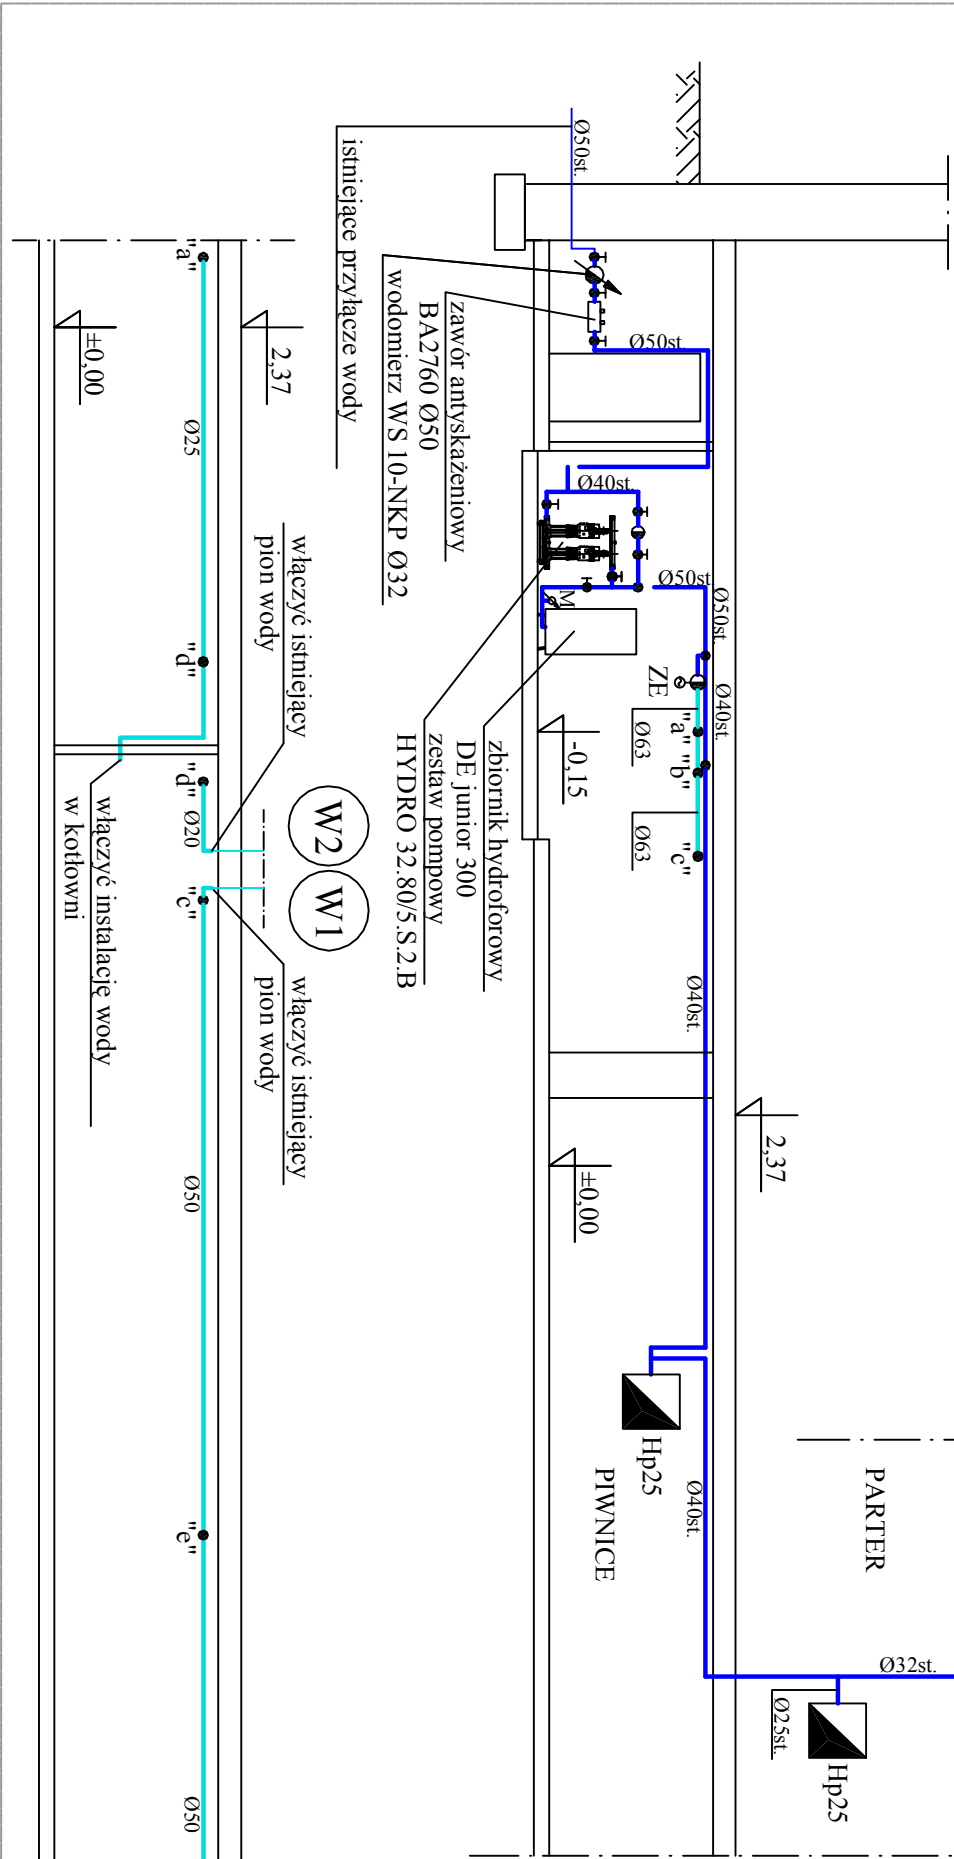 PARTER
Ø32st.
Ø25st.
Hp25
2,37
Ø50st.
Ø50st.
Ø40st.
Ø50st.
Ø50st.
Ø40st.
Ø40st.
Ø40st.
M
ZE
"a"
"b"
"c"
Ø63
Ø63
Hp25
PIWNICE
-0,15
±0,00
zbiornik hydroforowy
DE junior 300
zestaw pompowy
HYDRO 32.80/5.S.2.B
zawór antyskażeniowy
BA2760 Ø50
wodomierz WS 10-NKP Ø32
istniejące przyłącze wody
W2
W1
2,37
włączyć istniejący
pion wody
włączyć istniejący
pion wody
"a"
Ø25
"d"
"d"
Ø20
"c"
Ø50
"e"
Ø50
±0,00
włączyć instalację wody
w kotłowni